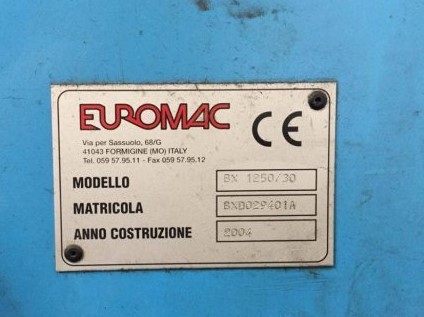 EUROMAC
CE
Via per Sassuolo, 68/G
41043 FORMIGINE (MO) ITALY
Tel. 059 57.95.11 - Fax 059 57.95.12
MODELLO BX 1250/30
MATRICOLA BXD029401A
ANNO COSTRUZIONE 2004